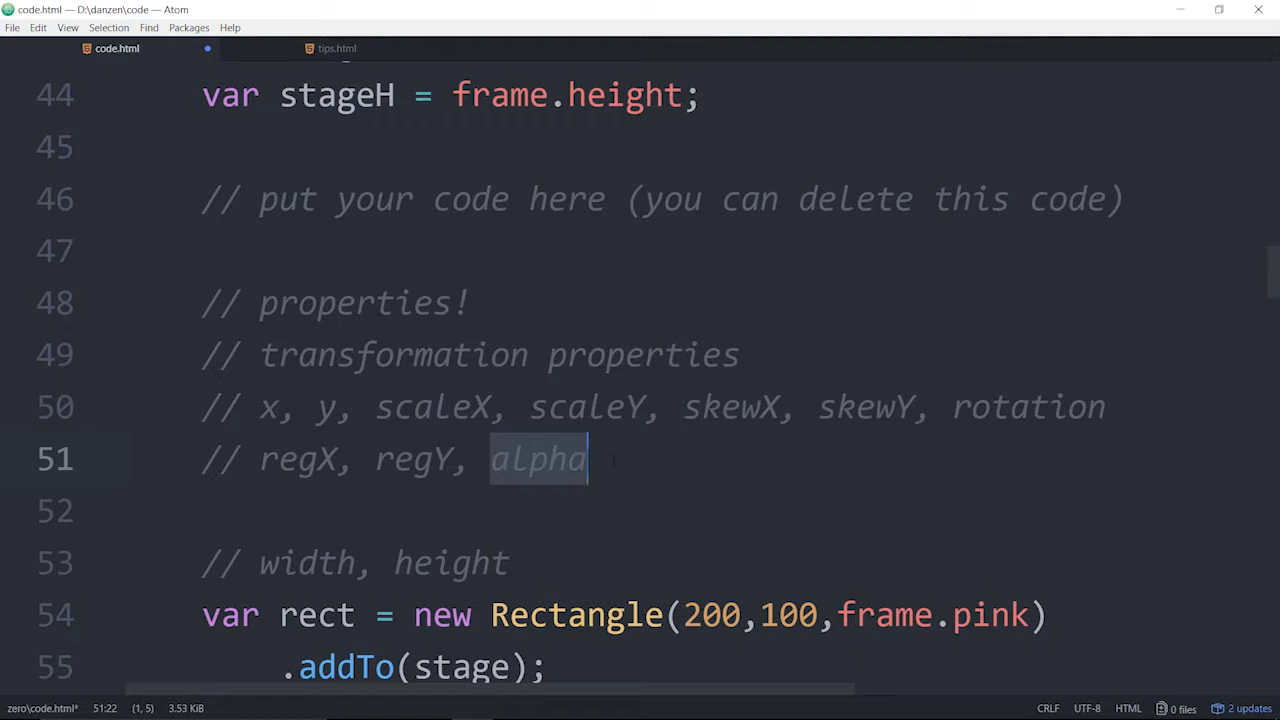 code.html — D:\danzen\code — Atom
File Edit View Selection Find Packages Help
code.html tips.html
44 var stageH = frame.height;
45
46 // put your code here (you can delete this code)
47
48 // properties!
49 // transformation properties
50 // x, y, scaleX, scaleY, skewX, skewY, rotation
51 // regX, regY, alpha
52
53 // width, height
54 var rect = new Rectangle(200,100,frame.pink)
55 .addTo(stage);
zero\code.html* 51:22 (1, 5) 3.53 KiB CRLF UTF-8 HTML 0 files 2 updates